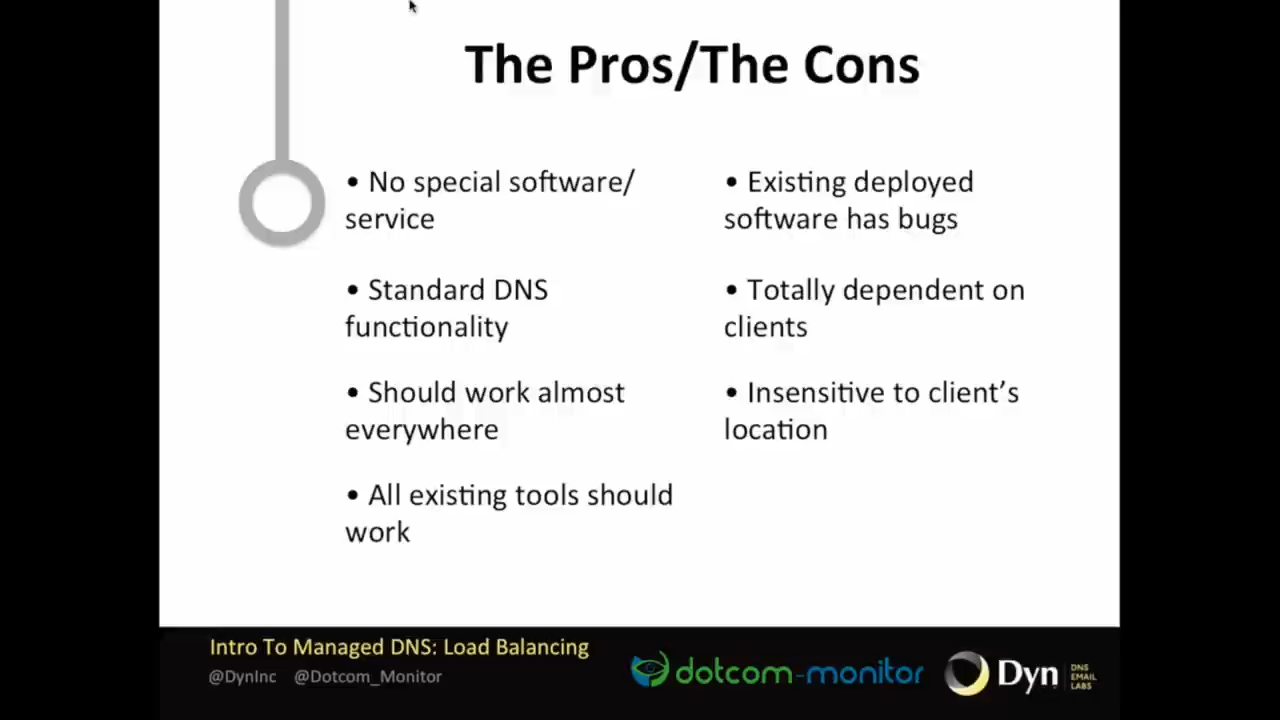 The Pros/The Cons
• No special software/
service
• Standard DNS
functionality
• Should work almost
everywhere
• All existing tools should
work
• Existing deployed
software has bugs
• Totally dependent on
clients
• Insensitive to client’s
location
Intro To Managed DNS: Load Balancing
@DynInc @Dotcom_Monitor
dotcom-monitor
Dyn
DNS
EMAIL
LABS